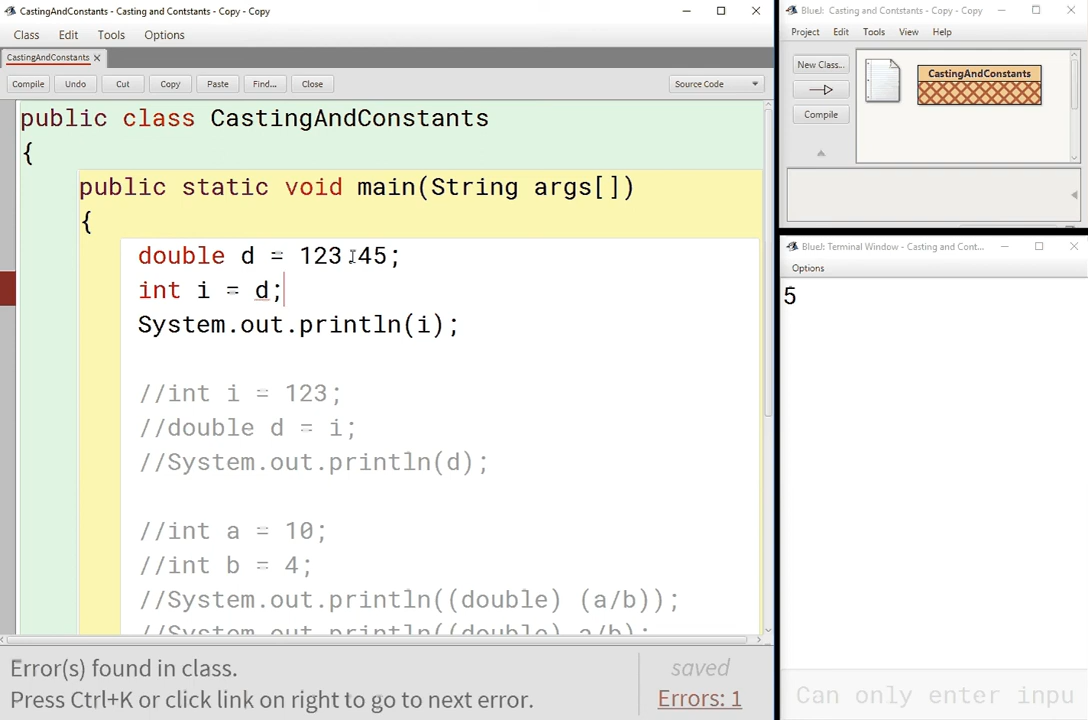 CastingAndConstants - Casting and Contstants - Copy - Copy
Class Edit Tools Options
CastingAndConstants X
Compile Undo Cut Copy Paste Find... Close Source Code
public class CastingAndConstants
{
public static void main(String args[])
{
double d = 123.45;
int i = d;
System.out.println(i);
//int i = 123;
//double d = i;
//System.out.println(d);
//int a = 10;
//int b = 4;
//System.out.println((double) (a/b));
//System.out.println((double) a/b);
Error(s) found in class.
Press Ctrl+K or click link on right to go to next error.
saved
Errors: 1
BlueJ: Casting and Contstants - Copy - Copy
Project Edit Tools View Help
New Class...
Compile
CastingAndConstants
BlueJ: Terminal Window - Casting and Cont...
Options
5
Can only enter inpu